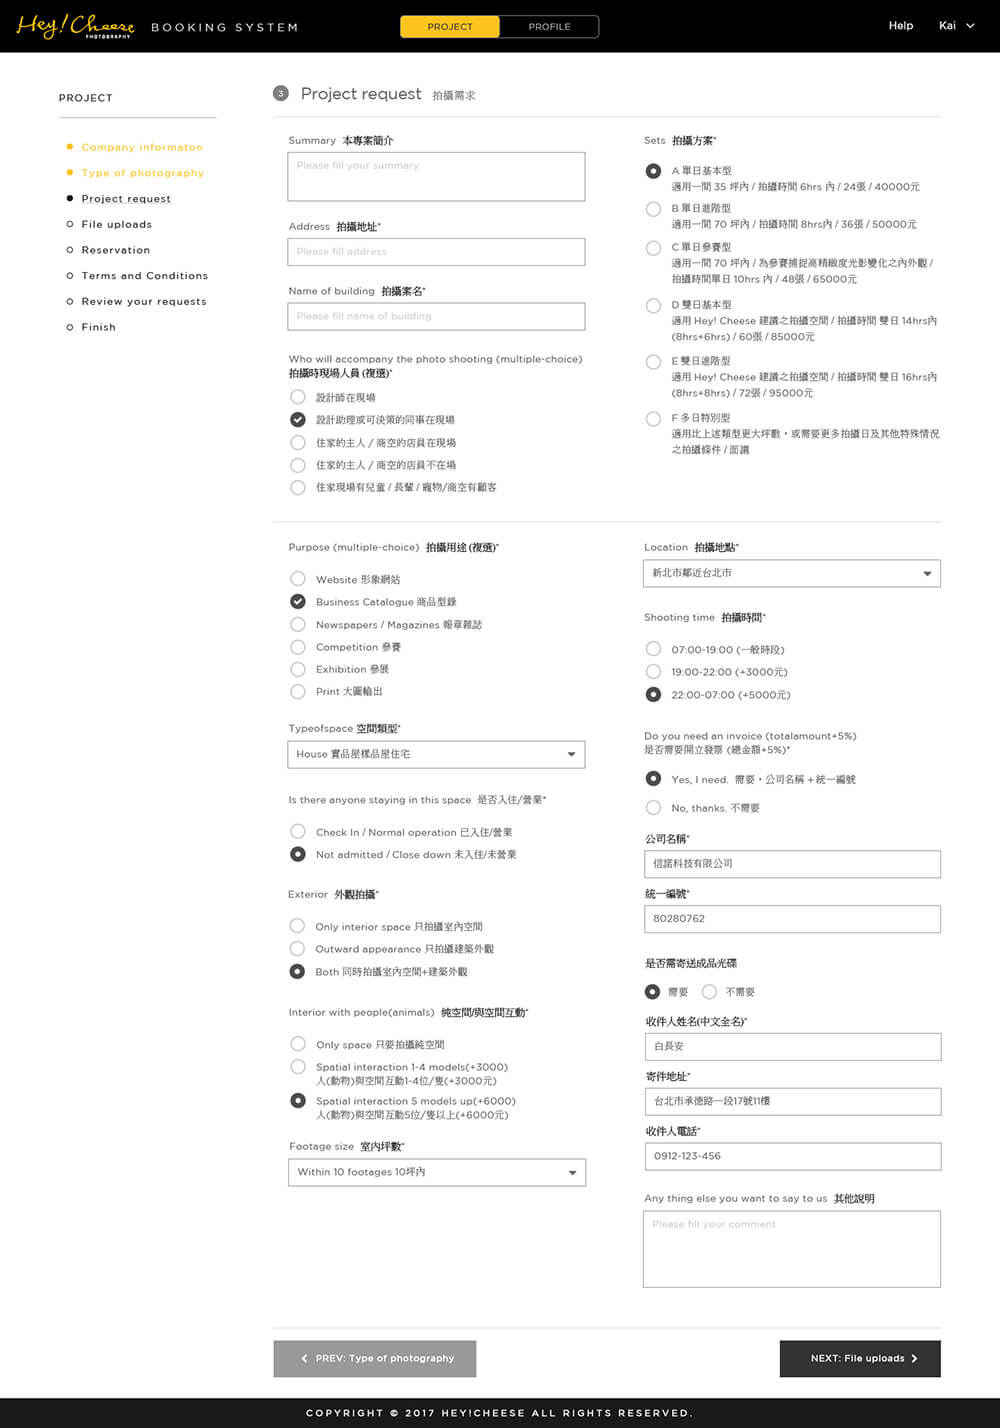 Hey! Cheese
PHOTOGRAPHY
BOOKING SYSTEM
PROJECT
PROFILE
Help
Kai
PROJECT
Company informaton
Type of photography
Project request
File uploads
Reservation
Terms and Conditions
Review your requests
Finish
3 Project request 拍攝需求
Summary 本專案簡介
Please fill your summary
Address 拍攝地址*
Please fill address
Name of building 拍攝案名*
Please fill name of building
Who will accompany the photo shooting (multiple-choice)
拍攝時現場人員 (複選)*
設計師在現場
設計助理或可決策的同事在現場
住家的主人 / 商空的店員在現場
住家的主人 / 商空的店員不在場
住家現場有兒童 / 長輩 / 寵物/商空有顧客
Sets 拍攝方案*
A 單日基本型
適用一間 35 坪內 / 拍攝時間 6hrs 內 / 24張 / 40000元
B 單日進階型
適用一間 70 坪內 / 拍攝時間 8hrs內 / 36張 / 50000元
C 單日參賽型
適用一間 70 坪內 / 為參賽捕捉高精緻度光影變化之內外觀 /
拍攝時間單日 10hrs 內 / 48張 / 65000元
D 雙日基本型
適用 Hey! Cheese 建議之拍攝空間 / 拍攝時間 雙日 14hrs內
(8hrs+6hrs) / 60張 / 85000元
E 雙日進階型
適用 Hey! Cheese 建議之拍攝空間 / 拍攝時間 雙日 16hrs內
(8hrs+8hrs) / 72張 / 95000元
F 多日特別型
適用比上述類型更大坪數，或需要更多拍攝日及其他特殊情況
之拍攝條件 / 面議
Purpose (multiple-choice) 拍攝用途 (複選)*
Website 形象網站
Business Catalogue 商品型錄
Newspapers / Magazines 報章雜誌
Competition 參賽
Exhibition 參展
Print 大圖輸出
Typeofspace 空間類型*
House 實品屋樣品屋住宅
Is there anyone staying in this space 是否入住/營業*
Check In / Normal operation 已入住/營業
Not admitted / Close down 未入住/未營業
Exterior 外觀拍攝*
Only interior space 只拍攝室內空間
Outward appearance 只拍攝建築外觀
Both 同時拍攝室內空間+建築外觀
Interior with people(animals) 純空間/與空間互動*
Only space 只要拍攝純空間
Spatial interaction 1-4 models(+3000)
人(動物)與空間互動1-4位/隻(+3000元)
Spatial interaction 5 models up(+6000)
人(動物)與空間互動5位/隻以上(+6000元)
Footage size 室內坪數*
Within 10 footages 10坪內
Location 拍攝地點*
新北市鄰近台北市
Shooting time 拍攝時間*
07:00-19:00 (一般時段)
19:00-22:00 (+3000元)
22:00-07:00 (+5000元)
Do you need an invoice (totalamount+5%)
是否需要開立發票 (總金額+5%)*
Yes, I need. 需要，公司名稱 + 統一編號
No, thanks. 不需要
公司名稱*
信諾科技有限公司
統一編號*
80280762
是否需寄送成品光碟
需要
不需要
收件人姓名(中文全名)*
白長安
寄件地址*
台北市承德路一段17號11樓
收件人電話*
0912-123-456
Any thing else you want to say to us 其他說明
Please fill your comment
PREV: Type of photography
NEXT: File uploads
COPYRIGHT © 2017 HEY!CHEESE ALL RIGHTS RESERVED.